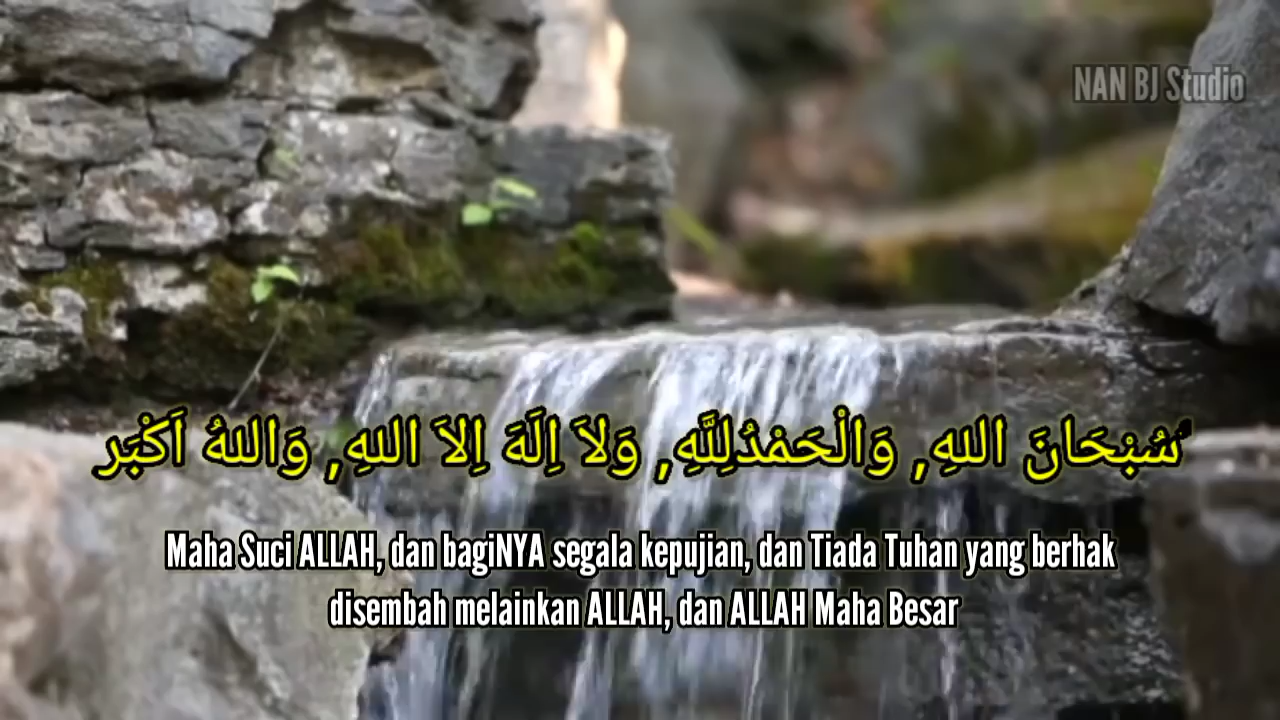 NAN BJ Studio
سُبْحَانَ اللهِ, وَالْحَمْدُلِلَّهِ, وَلاَ اِلَهَ اِلاَ اللهِ, وَاللهُ اَكْبَر
Maha Suci ALLAH, dan bagiNYA segala kepujian, dan Tiada Tuhan yang berhak
disembah melainkan ALLAH, dan ALLAH Maha Besar